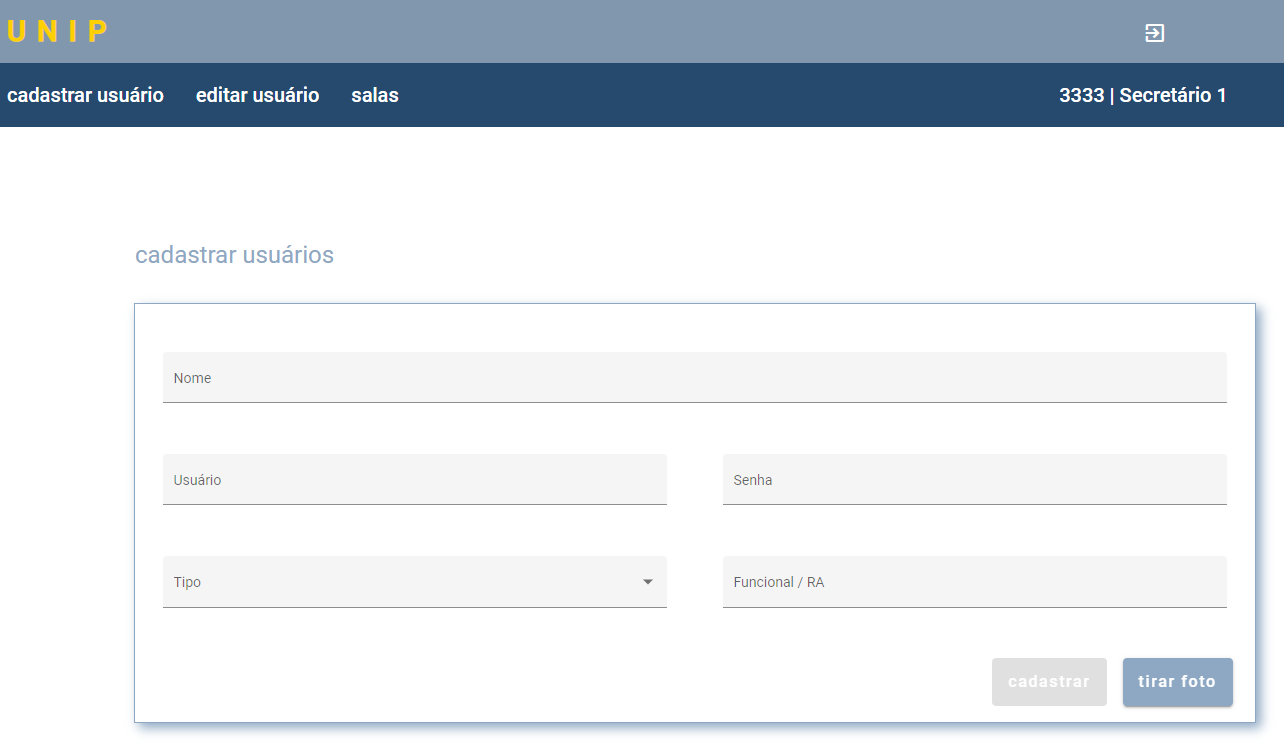 UNIP
cadastrar usuário editar usuário salas 3333 | Secretário 1
cadastrar usuários
Nome
Usuário Senha
Tipo Funcional / RA
cadastrar tirar foto